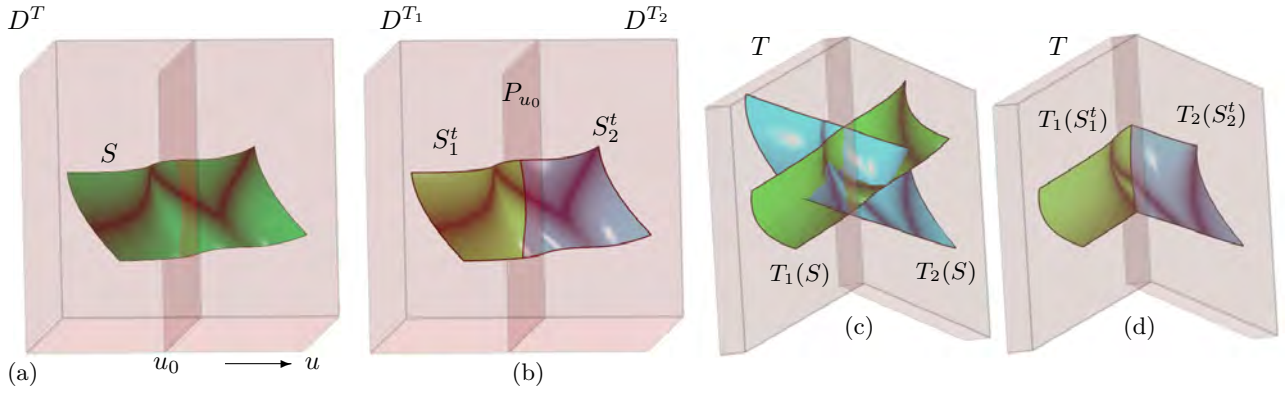 D^T
D^{T_1}
D^{T_2}
T
T
P_{u_0}
S
S_1^t
S_2^t
T_1(S_1^t)
T_2(S_2^t)
T_1(S)
T_2(S)
(a)
u_0
u
(b)
(c)
(d)